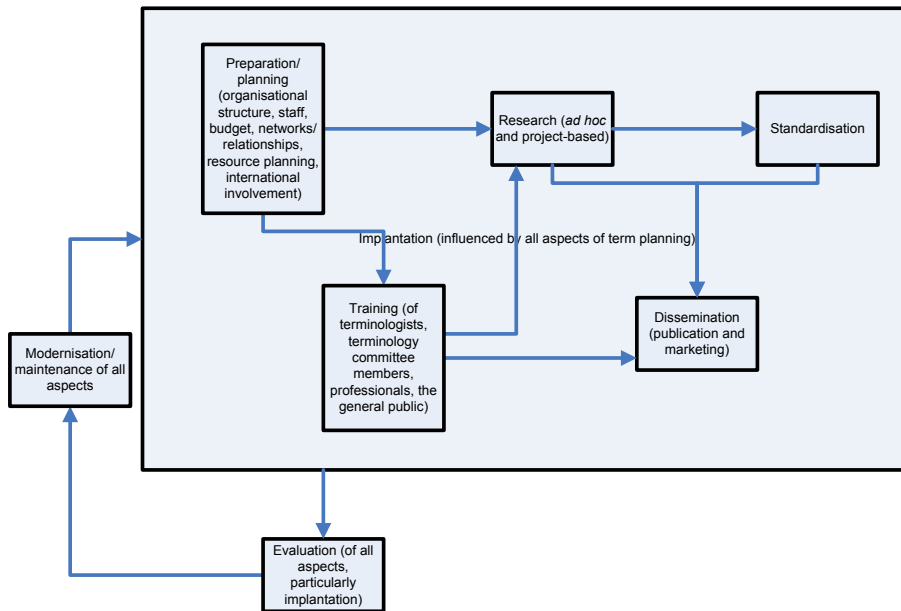 Preparation/
planning
(organisational
structure, staff,
budget, networks/
relationships,
resource planning,
international
involvement)
Research (ad hoc
and project-based)
Standardisation
Implantation (influenced by all aspects of term planning)
Training (of
terminologists,
terminology
committee
members,
professionals, the
general public)
Dissemination
(publication and
marketing)
Modernisation/
maintenance of all
aspects
Evaluation (of all
aspects,
particularly
implantation)